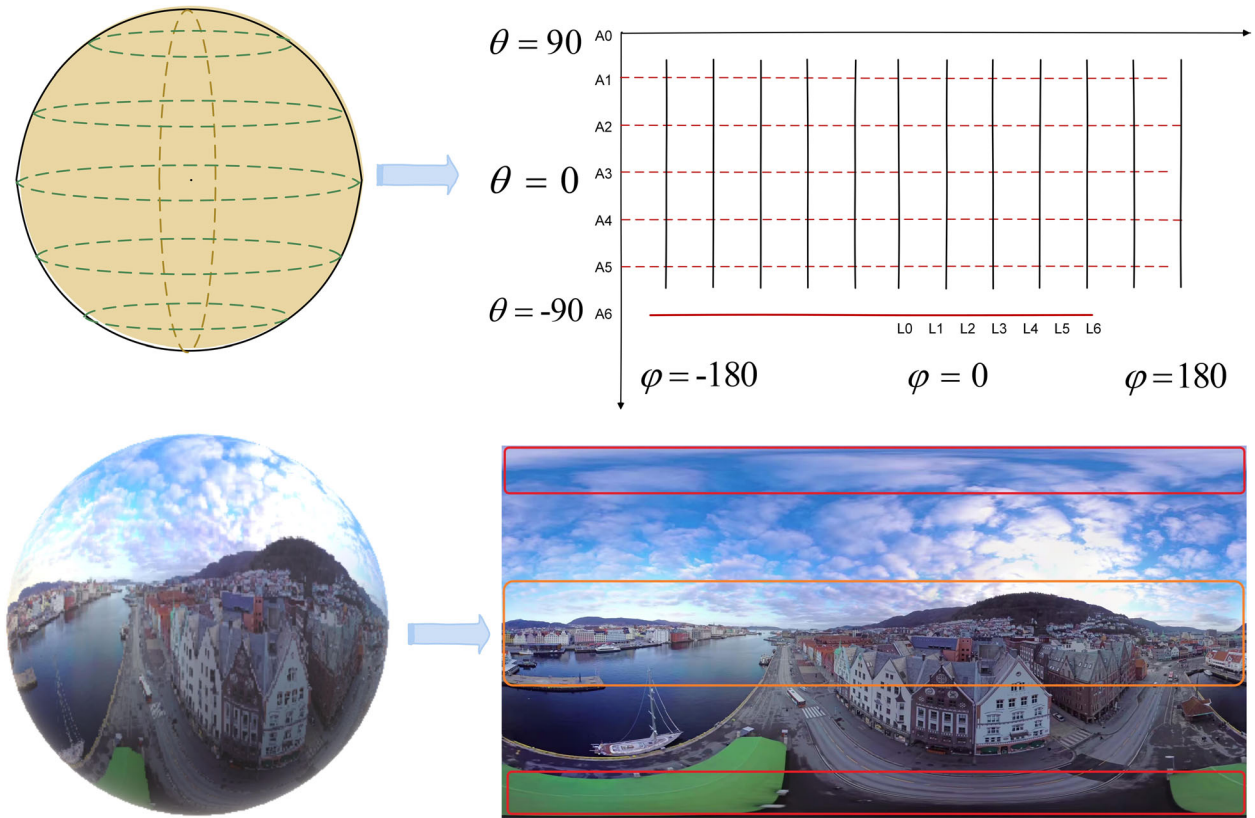 θ = 90 A0
A1
A2
θ = 0 A3
A4
A5
θ = -90 A6
L0 L1 L2 L3 L4 L5 L6
φ = -180 φ = 0 φ = 180